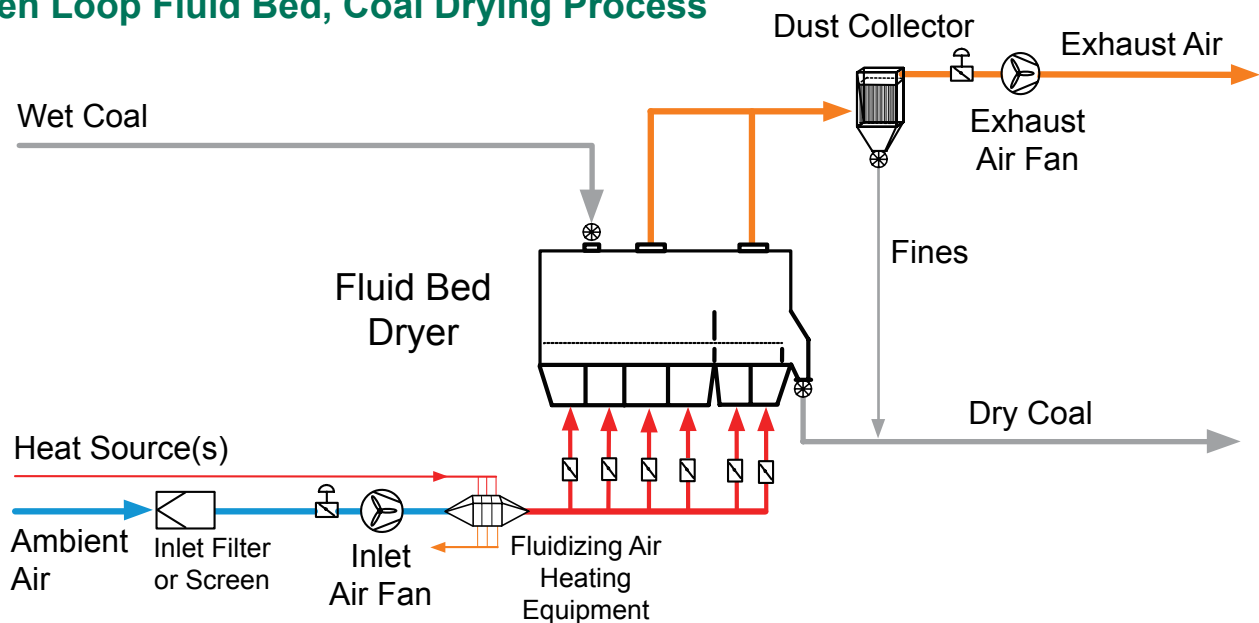 en Loop Fluid Bed, Coal Drying Process
Dust Collector
Exhaust Air
Wet Coal
Exhaust
Air Fan
Fines
Fluid Bed
Dryer
Dry Coal
Heat Source(s)
Ambient
Air
Inlet Filter
or Screen
Inlet
Air Fan
Fluidizing Air
Heating
Equipment